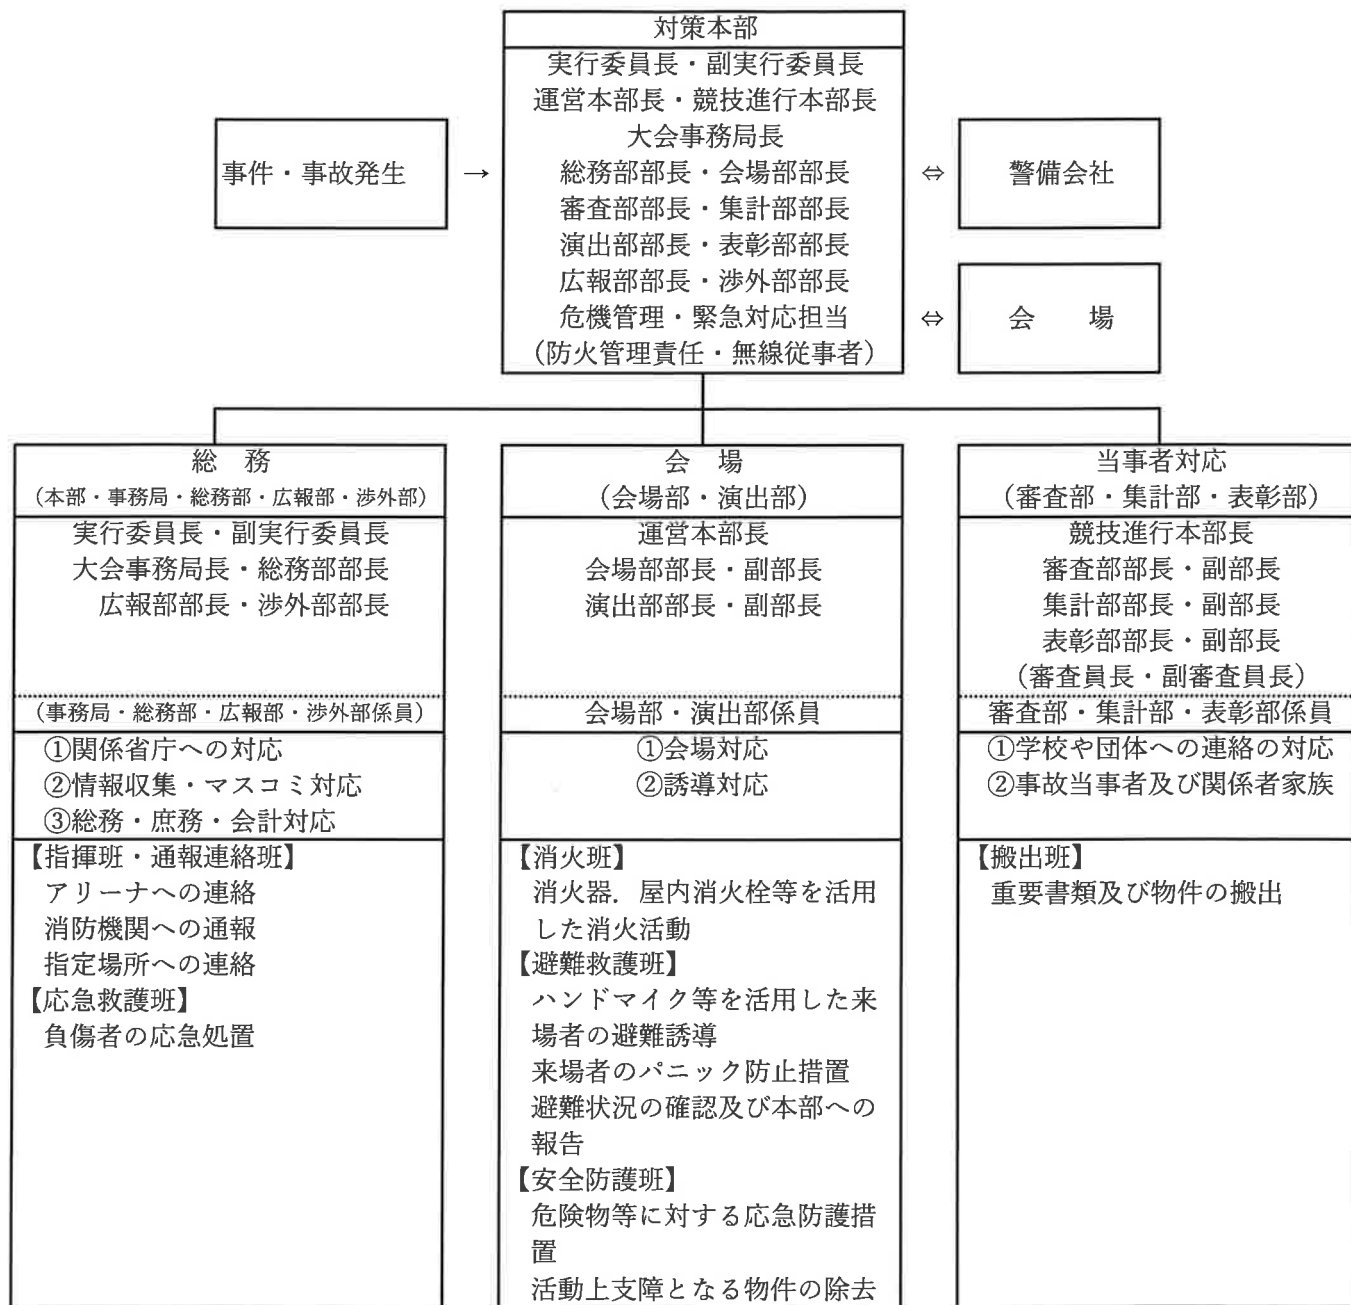 対策本部
実行委員長・副実行委員長
運営本部長・競技進行本部長
大会事務局長
総務部部長・会場部部長
審査部部長・集計部部長
演出部部長・表彰部部長
広報部部長・渉外部部長
危機管理・緊急対応担当
（防火管理責任・無線従事者）
事件・事故発生
→
⇔
警備会社
⇔
会　場
総　務
（本部・事務局・総務部・広報部・渉外部）
実行委員長・副実行委員長
大会事務局長・総務部部長
広報部部長・渉外部部長
（事務局・総務部・広報部・渉外部係員）
①関係省庁への対応
②情報収集・マスコミ対応
③総務・庶務・会計対応
【指揮班・通報連絡班】
アリーナへの連絡
消防機関への通報
指定場所への連絡
【応急救護班】
負傷者の応急処置
会　場
（会場部・演出部）
運営本部長
会場部部長・副部長
演出部部長・副部長
会場部・演出部係員
①会場対応
②誘導対応
【消火班】
消火器．屋内消火栓等を活用
した消火活動
【避難救護班】
ハンドマイク等を活用した来
場者の避難誘導
来場者のパニック防止措置
避難状況の確認及び本部への
報告
【安全防護班】
危険物等に対する応急防護措
置
活動上支障となる物件の除去
当事者対応
（審査部・集計部・表彰部）
競技進行本部長
審査部部長・副部長
集計部部長・副部長
表彰部部長・副部長
（審査員長・副審査員長）
審査部・集計部・表彰部係員
①学校や団体への連絡の対応
②事故当事者及び関係者家族
【搬出班】
重要書類及び物件の搬出